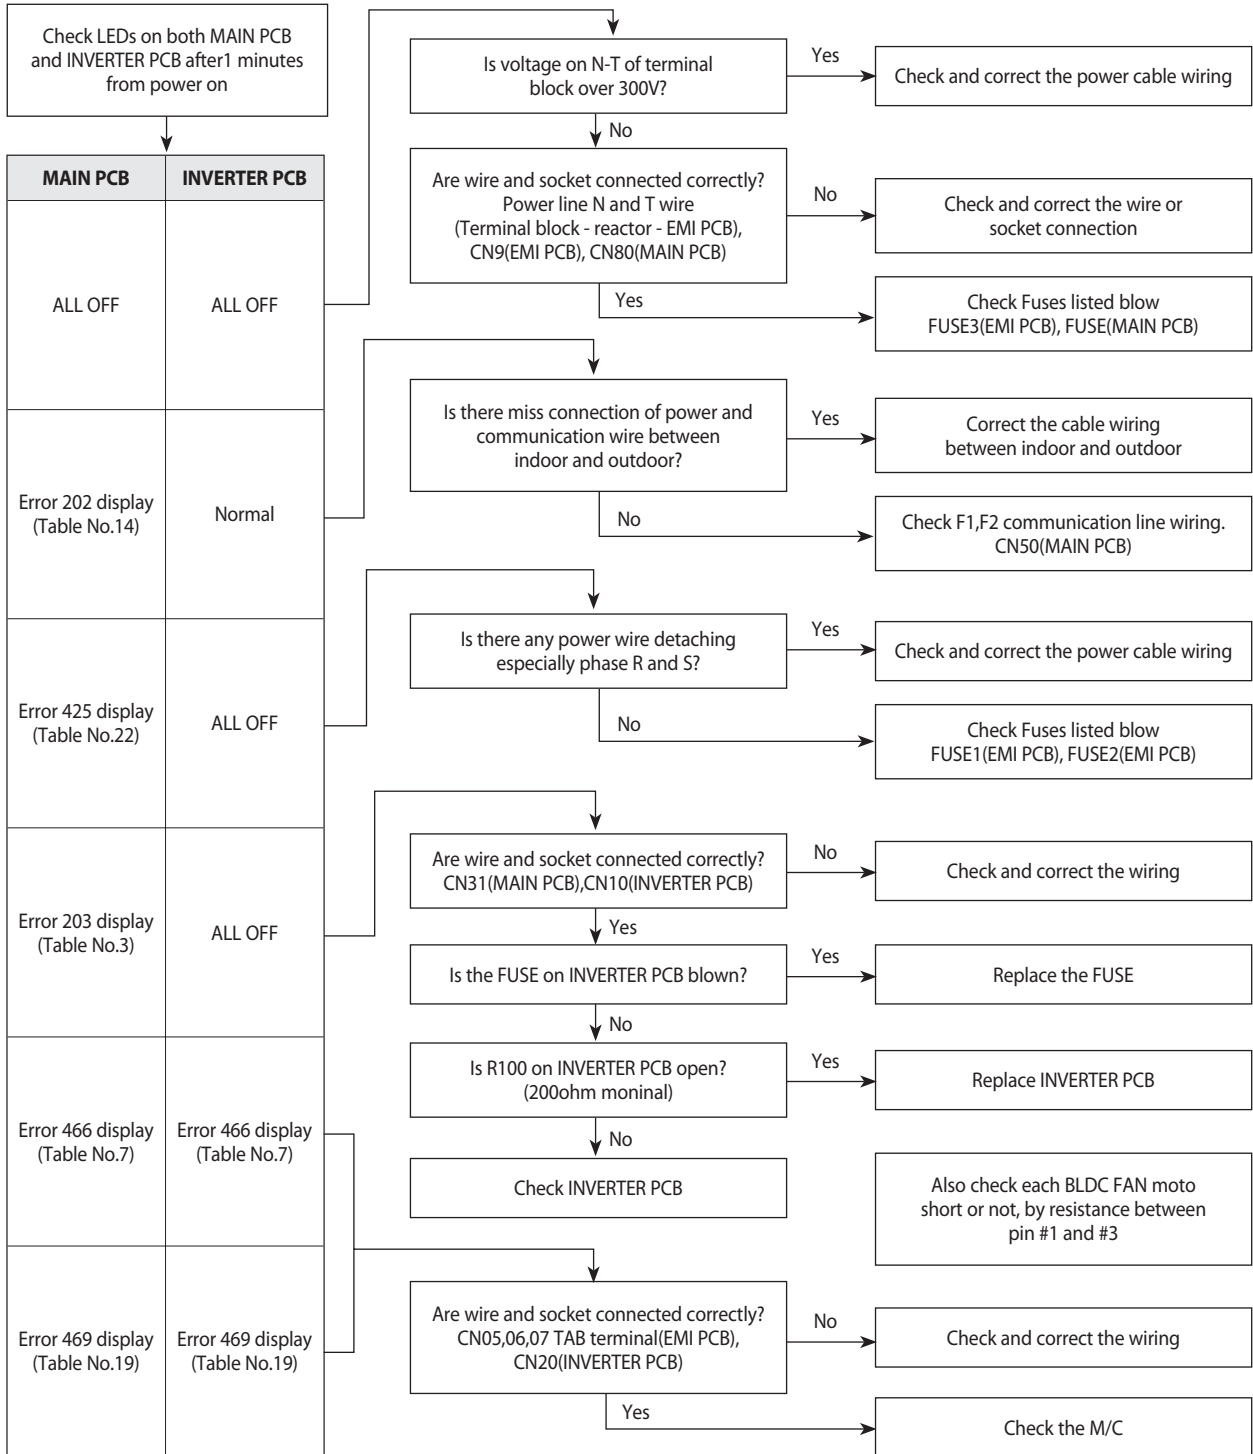 Check LEDs on both MAIN PCB
and INVERTER PCB after1 minutes
from power on
MAIN PCB
INVERTER PCB
ALL OFF
ALL OFF
Is voltage on N-T of terminal
block over 300V?
Yes
Check and correct the power cable wiring
No
Are wire and socket connected correctly?
Power line N and T wire
(Terminal block - reactor - EMI PCB),
CN9(EMI PCB), CN80(MAIN PCB)
No
Check and correct the wire or
socket connection
Yes
Check Fuses listed blow
FUSE3(EMI PCB), FUSE(MAIN PCB)
Error 202 display
(Table No.14)
Normal
Is there miss connection of power and
communication wire between
indoor and outdoor?
Yes
Correct the cable wiring
between indoor and outdoor
No
Check F1,F2 communication line wiring.
CN50(MAIN PCB)
Error 425 display
(Table No.22)
ALL OFF
Is there any power wire detaching
especially phase R and S?
Yes
Check and correct the power cable wiring
No
Check Fuses listed blow
FUSE1(EMI PCB), FUSE2(EMI PCB)
Error 203 display
(Table No.3)
ALL OFF
Are wire and socket connected correctly?
CN31(MAIN PCB),CN10(INVERTER PCB)
No
Check and correct the wiring
Yes
Is the FUSE on INVERTER PCB blown?
Yes
Replace the FUSE
No
Is R100 on INVERTER PCB open?
(200ohm moninal)
Yes
Replace INVERTER PCB
No
Check INVERTER PCB
Also check each BLDC FAN moto
short or not, by resistance between
pin #1 and #3
Error 466 display
(Table No.7)
Error 466 display
(Table No.7)
Error 469 display
(Table No.19)
Error 469 display
(Table No.19)
Are wire and socket connected correctly?
CN05,06,07 TAB terminal(EMI PCB),
CN20(INVERTER PCB)
No
Check and correct the wiring
Yes
Check the M/C